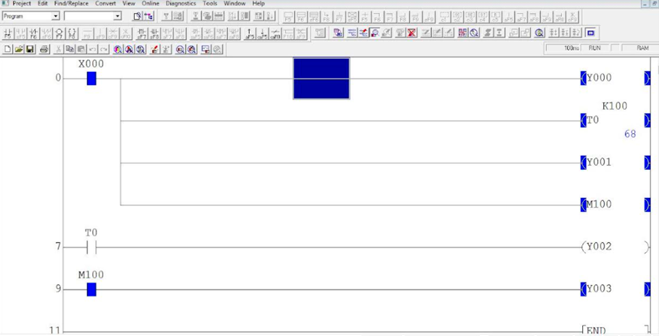 Project Edit Find/Replace Convert View Online Diagnostics Tools Window Help
Program
100ms RUN RAM
X000
0 Y000
K100
T0
68
Y001
M100
T0
7 Y002
M100
9 Y003
11 END